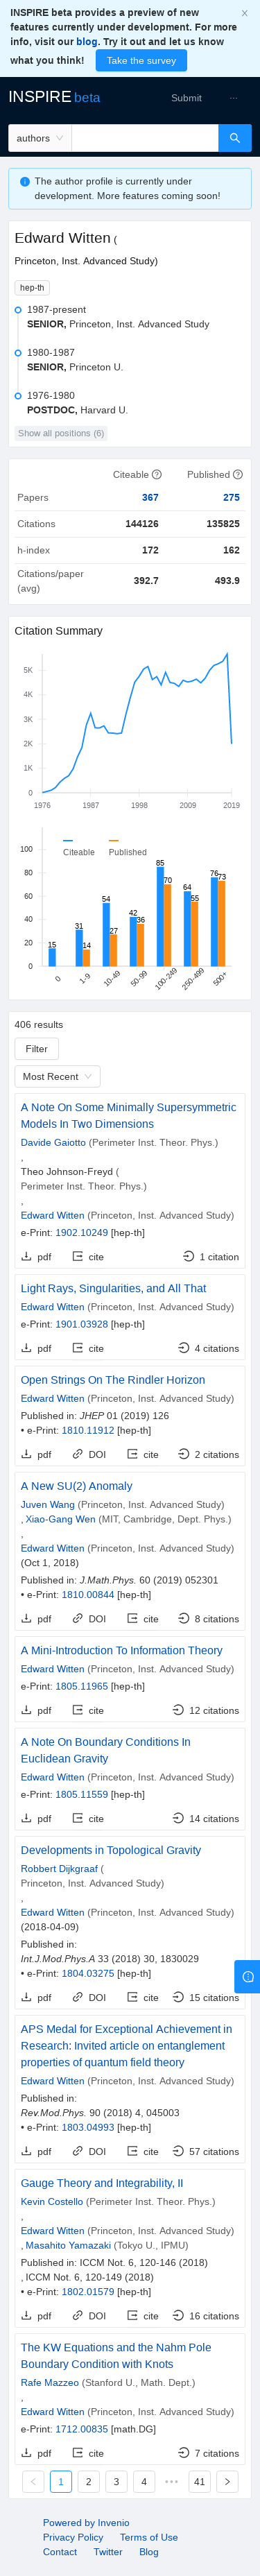 INSPIRE beta provides a preview of new
features currently under development. For more
info, visit our blog. Try it out and let us know
what you think! Take the survey
INSPIRE beta
Submit ···
authors
The author profile is currently under
development. More features coming soon!
Edward Witten (
Princeton, Inst. Advanced Study)
hep-th
1987-present
SENIOR, Princeton, Inst. Advanced Study
1980-1987
SENIOR, Princeton U.
1976-1980
POSTDOC, Harvard U.
Show all positions (6)
Citeable Published
Papers 367 275
Citations 144126 135825
h-index 172 162
Citations/paper
(avg) 392.7 493.9
Citation Summary
5K
4K
3K
2K
1K
0
1976 1987 1998 2009 2019
Citeable Published
100
80
60
40
20
0
15
31 14
54 27
42 36
85 70
64 55
76 73
0 1-9 10-49 50-99 100-249 250-499 500+
406 results
Filter
Most Recent
A Note On Some Minimally Supersymmetric
Models In Two Dimensions
Davide Gaiotto (Perimeter Inst. Theor. Phys.)
,
Theo Johnson-Freyd (
Perimeter Inst. Theor. Phys.)
,
Edward Witten (Princeton, Inst. Advanced Study)
e-Print: 1902.10249 [hep-th]
pdf cite 1 citation
Light Rays, Singularities, and All That
Edward Witten (Princeton, Inst. Advanced Study)
e-Print: 1901.03928 [hep-th]
pdf cite 4 citations
Open Strings On The Rindler Horizon
Edward Witten (Princeton, Inst. Advanced Study)
Published in: JHEP 01 (2019) 126
• e-Print: 1810.11912 [hep-th]
pdf DOI cite 2 citations
A New SU(2) Anomaly
Juven Wang (Princeton, Inst. Advanced Study)
, Xiao-Gang Wen (MIT, Cambridge, Dept. Phys.)
,
Edward Witten (Princeton, Inst. Advanced Study)
(Oct 1, 2018)
Published in: J.Math.Phys. 60 (2019) 052301
• e-Print: 1810.00844 [hep-th]
pdf DOI cite 8 citations
A Mini-Introduction To Information Theory
Edward Witten (Princeton, Inst. Advanced Study)
e-Print: 1805.11965 [hep-th]
pdf cite 12 citations
A Note On Boundary Conditions In
Euclidean Gravity
Edward Witten (Princeton, Inst. Advanced Study)
e-Print: 1805.11559 [hep-th]
pdf cite 14 citations
Developments in Topological Gravity
Robbert Dijkgraaf (
Princeton, Inst. Advanced Study)
,
Edward Witten (Princeton, Inst. Advanced Study)
(2018-04-09)
Published in:
Int.J.Mod.Phys.A 33 (2018) 30, 1830029
• e-Print: 1804.03275 [hep-th]
pdf DOI cite 15 citations
APS Medal for Exceptional Achievement in
Research: Invited article on entanglement
properties of quantum field theory
Edward Witten (Princeton, Inst. Advanced Study)
Published in:
Rev.Mod.Phys. 90 (2018) 4, 045003
• e-Print: 1803.04993 [hep-th]
pdf DOI cite 57 citations
Gauge Theory and Integrability, II
Kevin Costello (Perimeter Inst. Theor. Phys.)
,
Edward Witten (Princeton, Inst. Advanced Study)
, Masahito Yamazaki (Tokyo U., IPMU)
Published in: ICCM Not. 6, 120-146 (2018)
, ICCM Not. 6, 120-149 (2018)
• e-Print: 1802.01579 [hep-th]
pdf DOI cite 16 citations
The KW Equations and the Nahm Pole
Boundary Condition with Knots
Rafe Mazzeo (Stanford U., Math. Dept.)
,
Edward Witten (Princeton, Inst. Advanced Study)
e-Print: 1712.00835 [math.DG]
pdf cite 7 citations
1 2 3 4 ••• 41
Powered by Invenio
Privacy Policy Terms of Use
Contact Twitter Blog